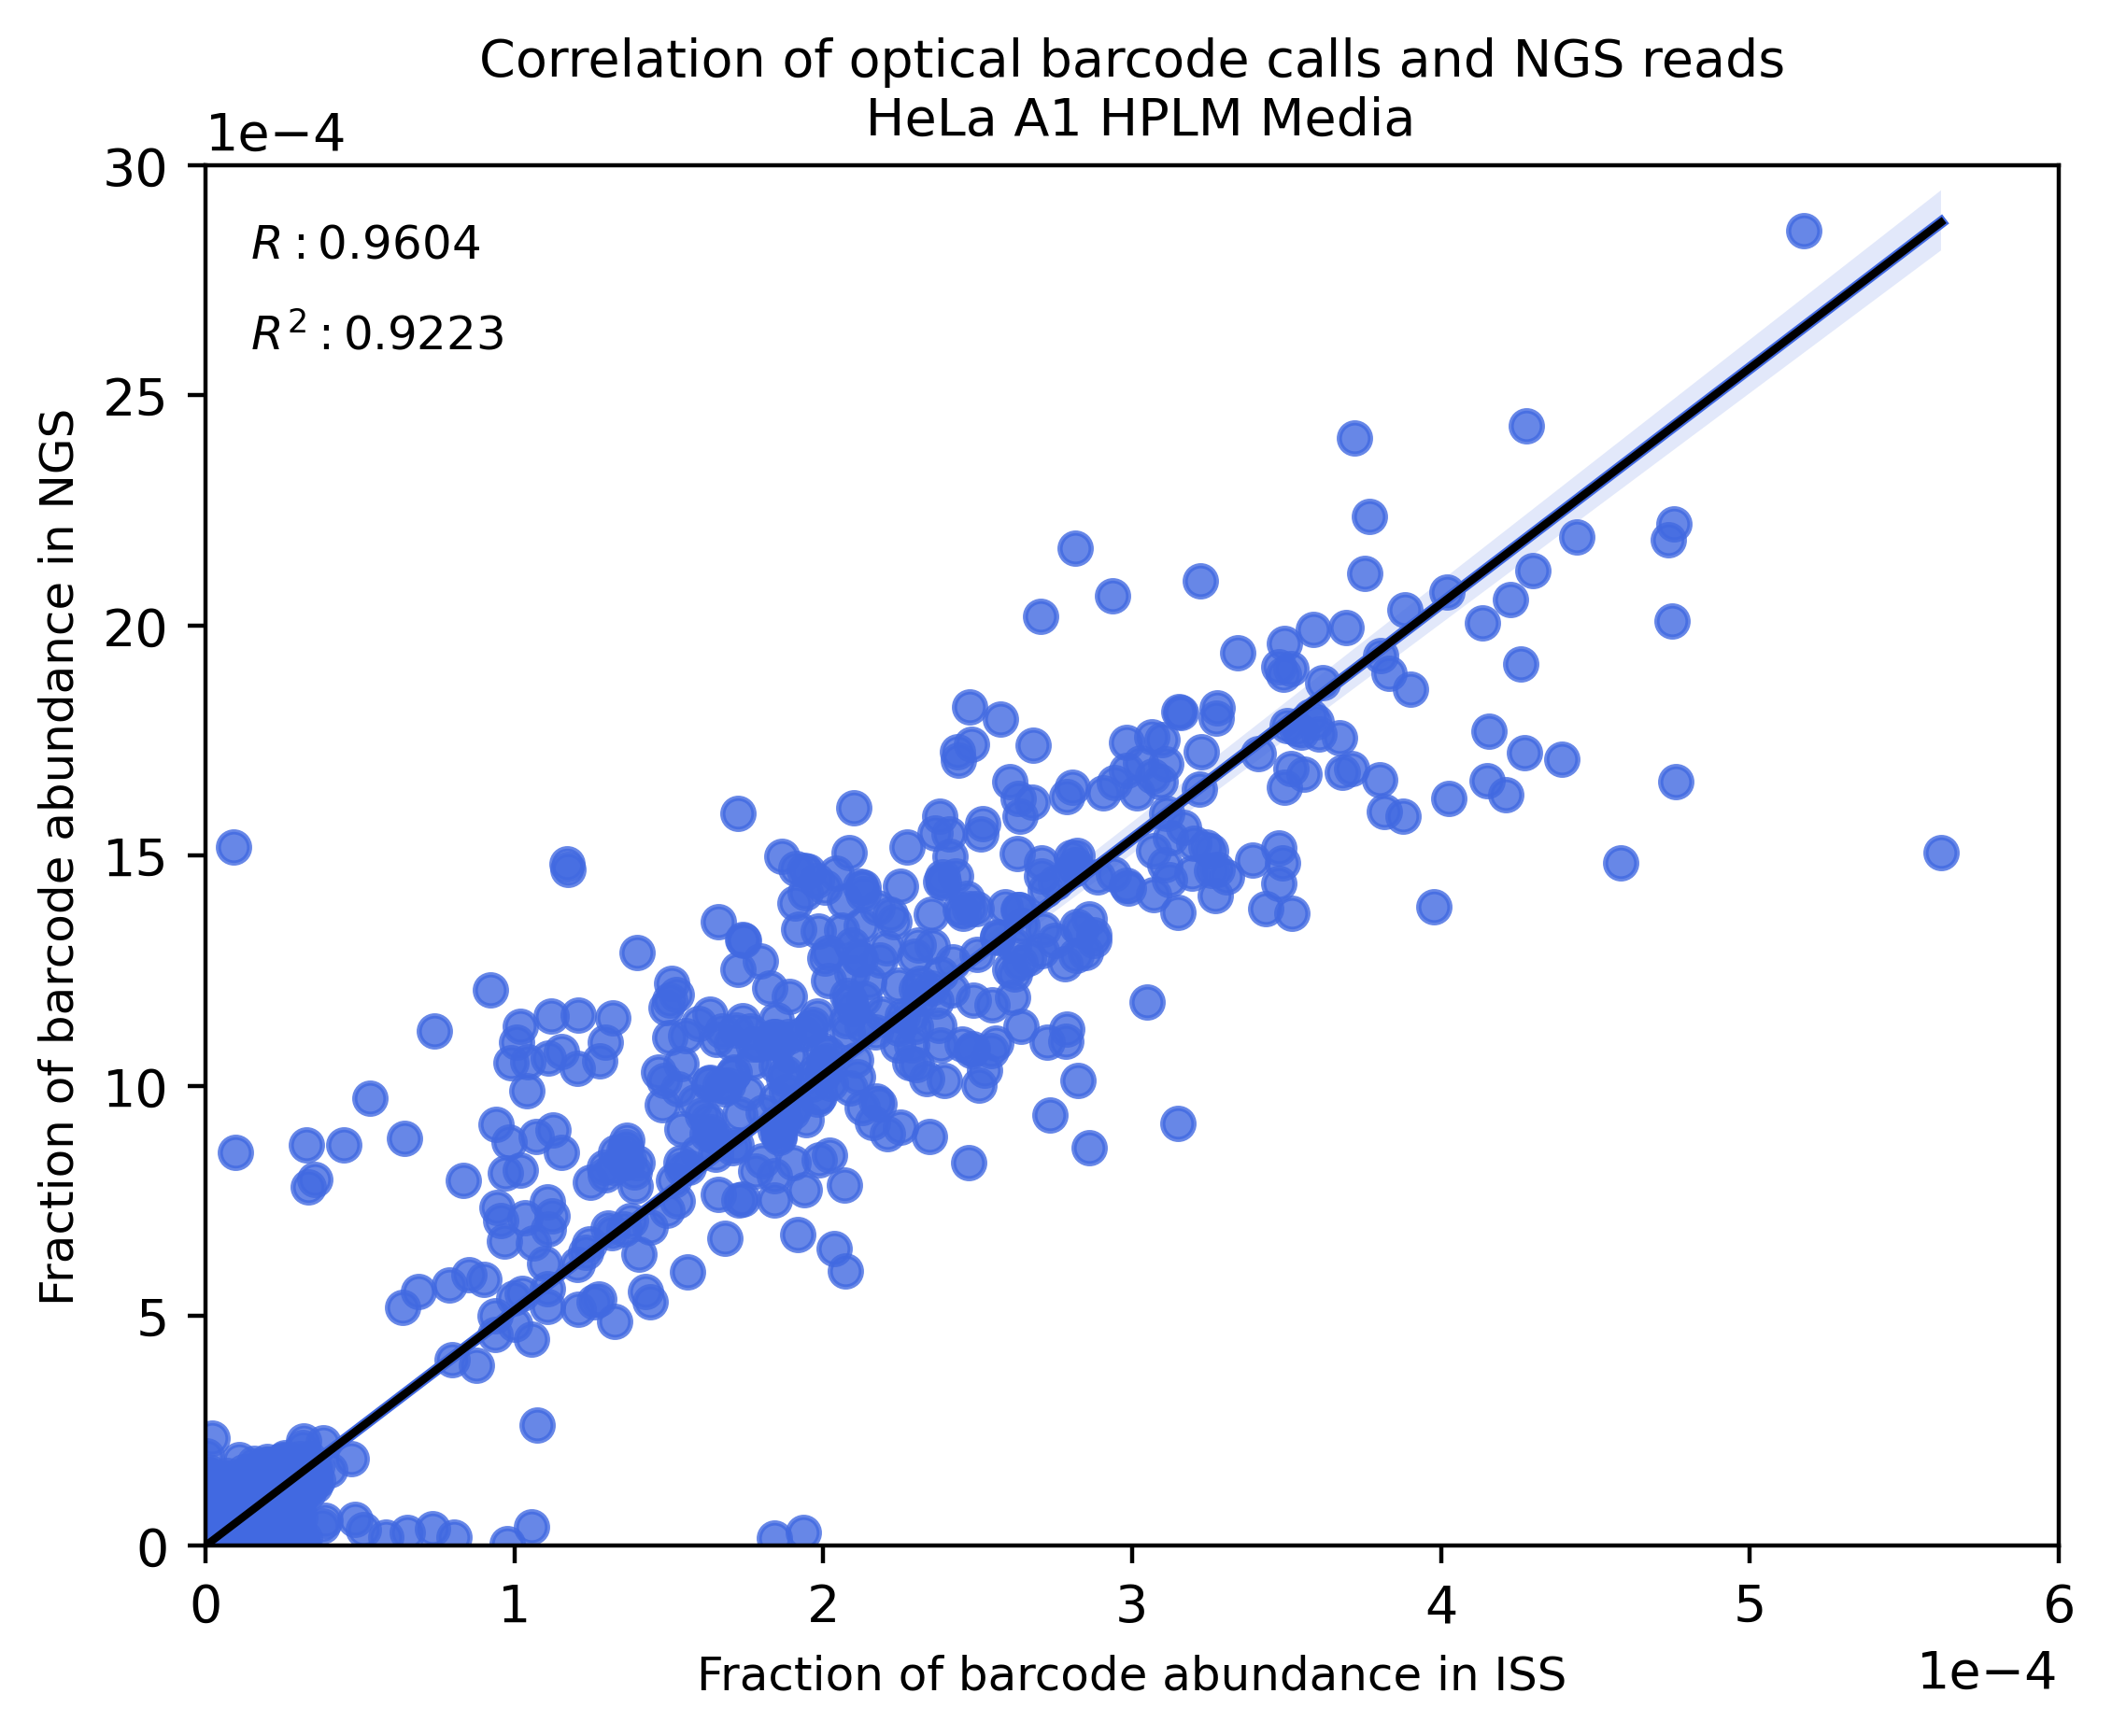 Correlation of optical barcode calls and NGS reads
HeLa A1 HPLM Media
1e−4
30
25
20
15
10
5
0
R : 0.9604
R² : 0.9223
Fraction of barcode abundance in NGS
0 1 2 3 4 5 6
Fraction of barcode abundance in ISS
1e−4